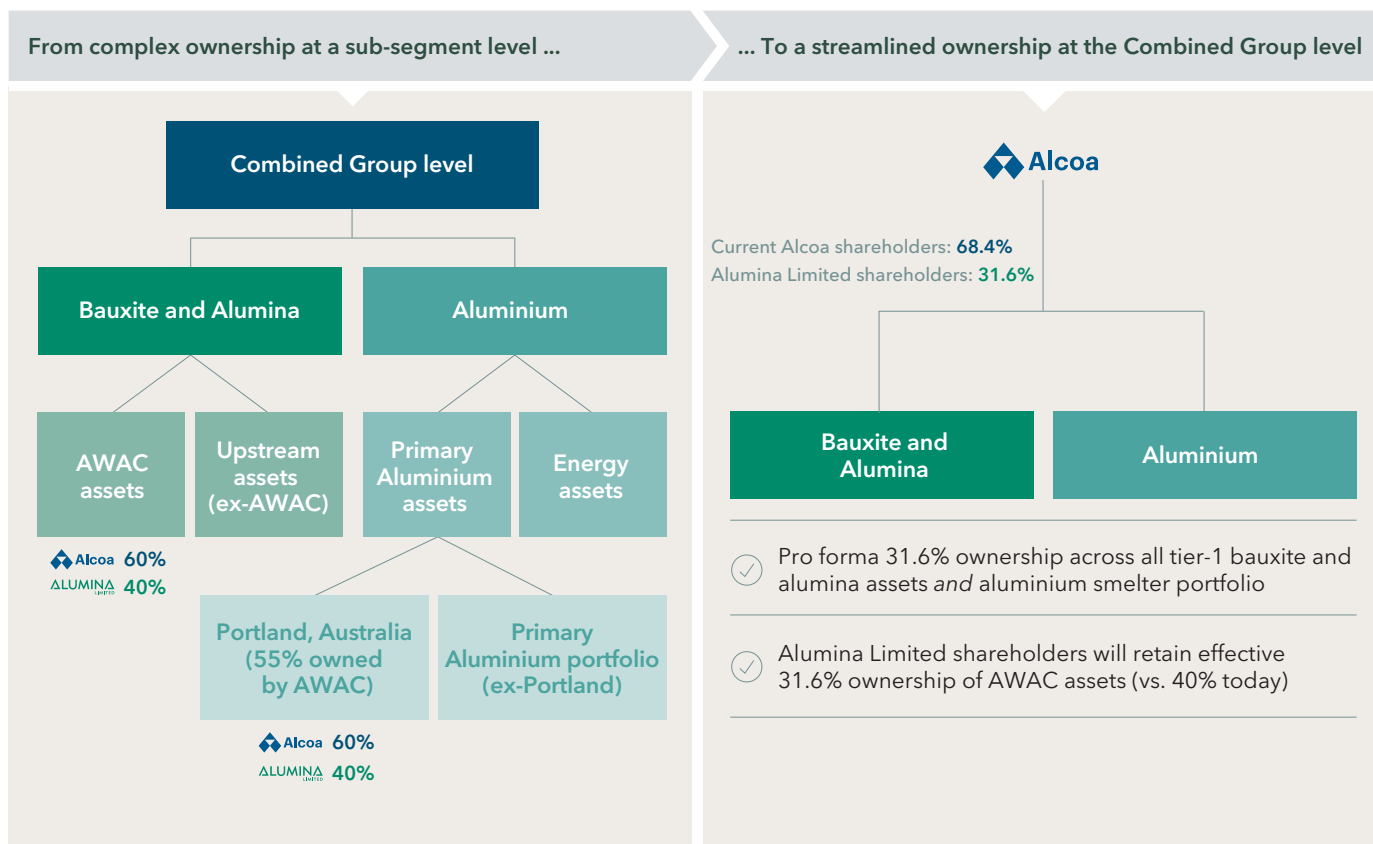 From complex ownership at a sub-segment level ...
... To a streamlined ownership at the Combined Group level
Combined Group level
Bauxite and Alumina
Aluminium
AWAC
assets
Upstream
assets
(ex-AWAC)
Primary
Aluminium
assets
Energy
assets
Alcoa 60%
ALUMINA LIMITED 40%
Portland, Australia
(55% owned
by AWAC)
Primary
Aluminium portfolio
(ex-Portland)
Alcoa 60%
ALUMINA LIMITED 40%
Alcoa
Current Alcoa shareholders: 68.4%
Alumina Limited shareholders: 31.6%
Bauxite and
Alumina
Aluminium
Pro forma 31.6% ownership across all tier-1 bauxite and
alumina assets and aluminium smelter portfolio
Alumina Limited shareholders will retain effective
31.6% ownership of AWAC assets (vs. 40% today)